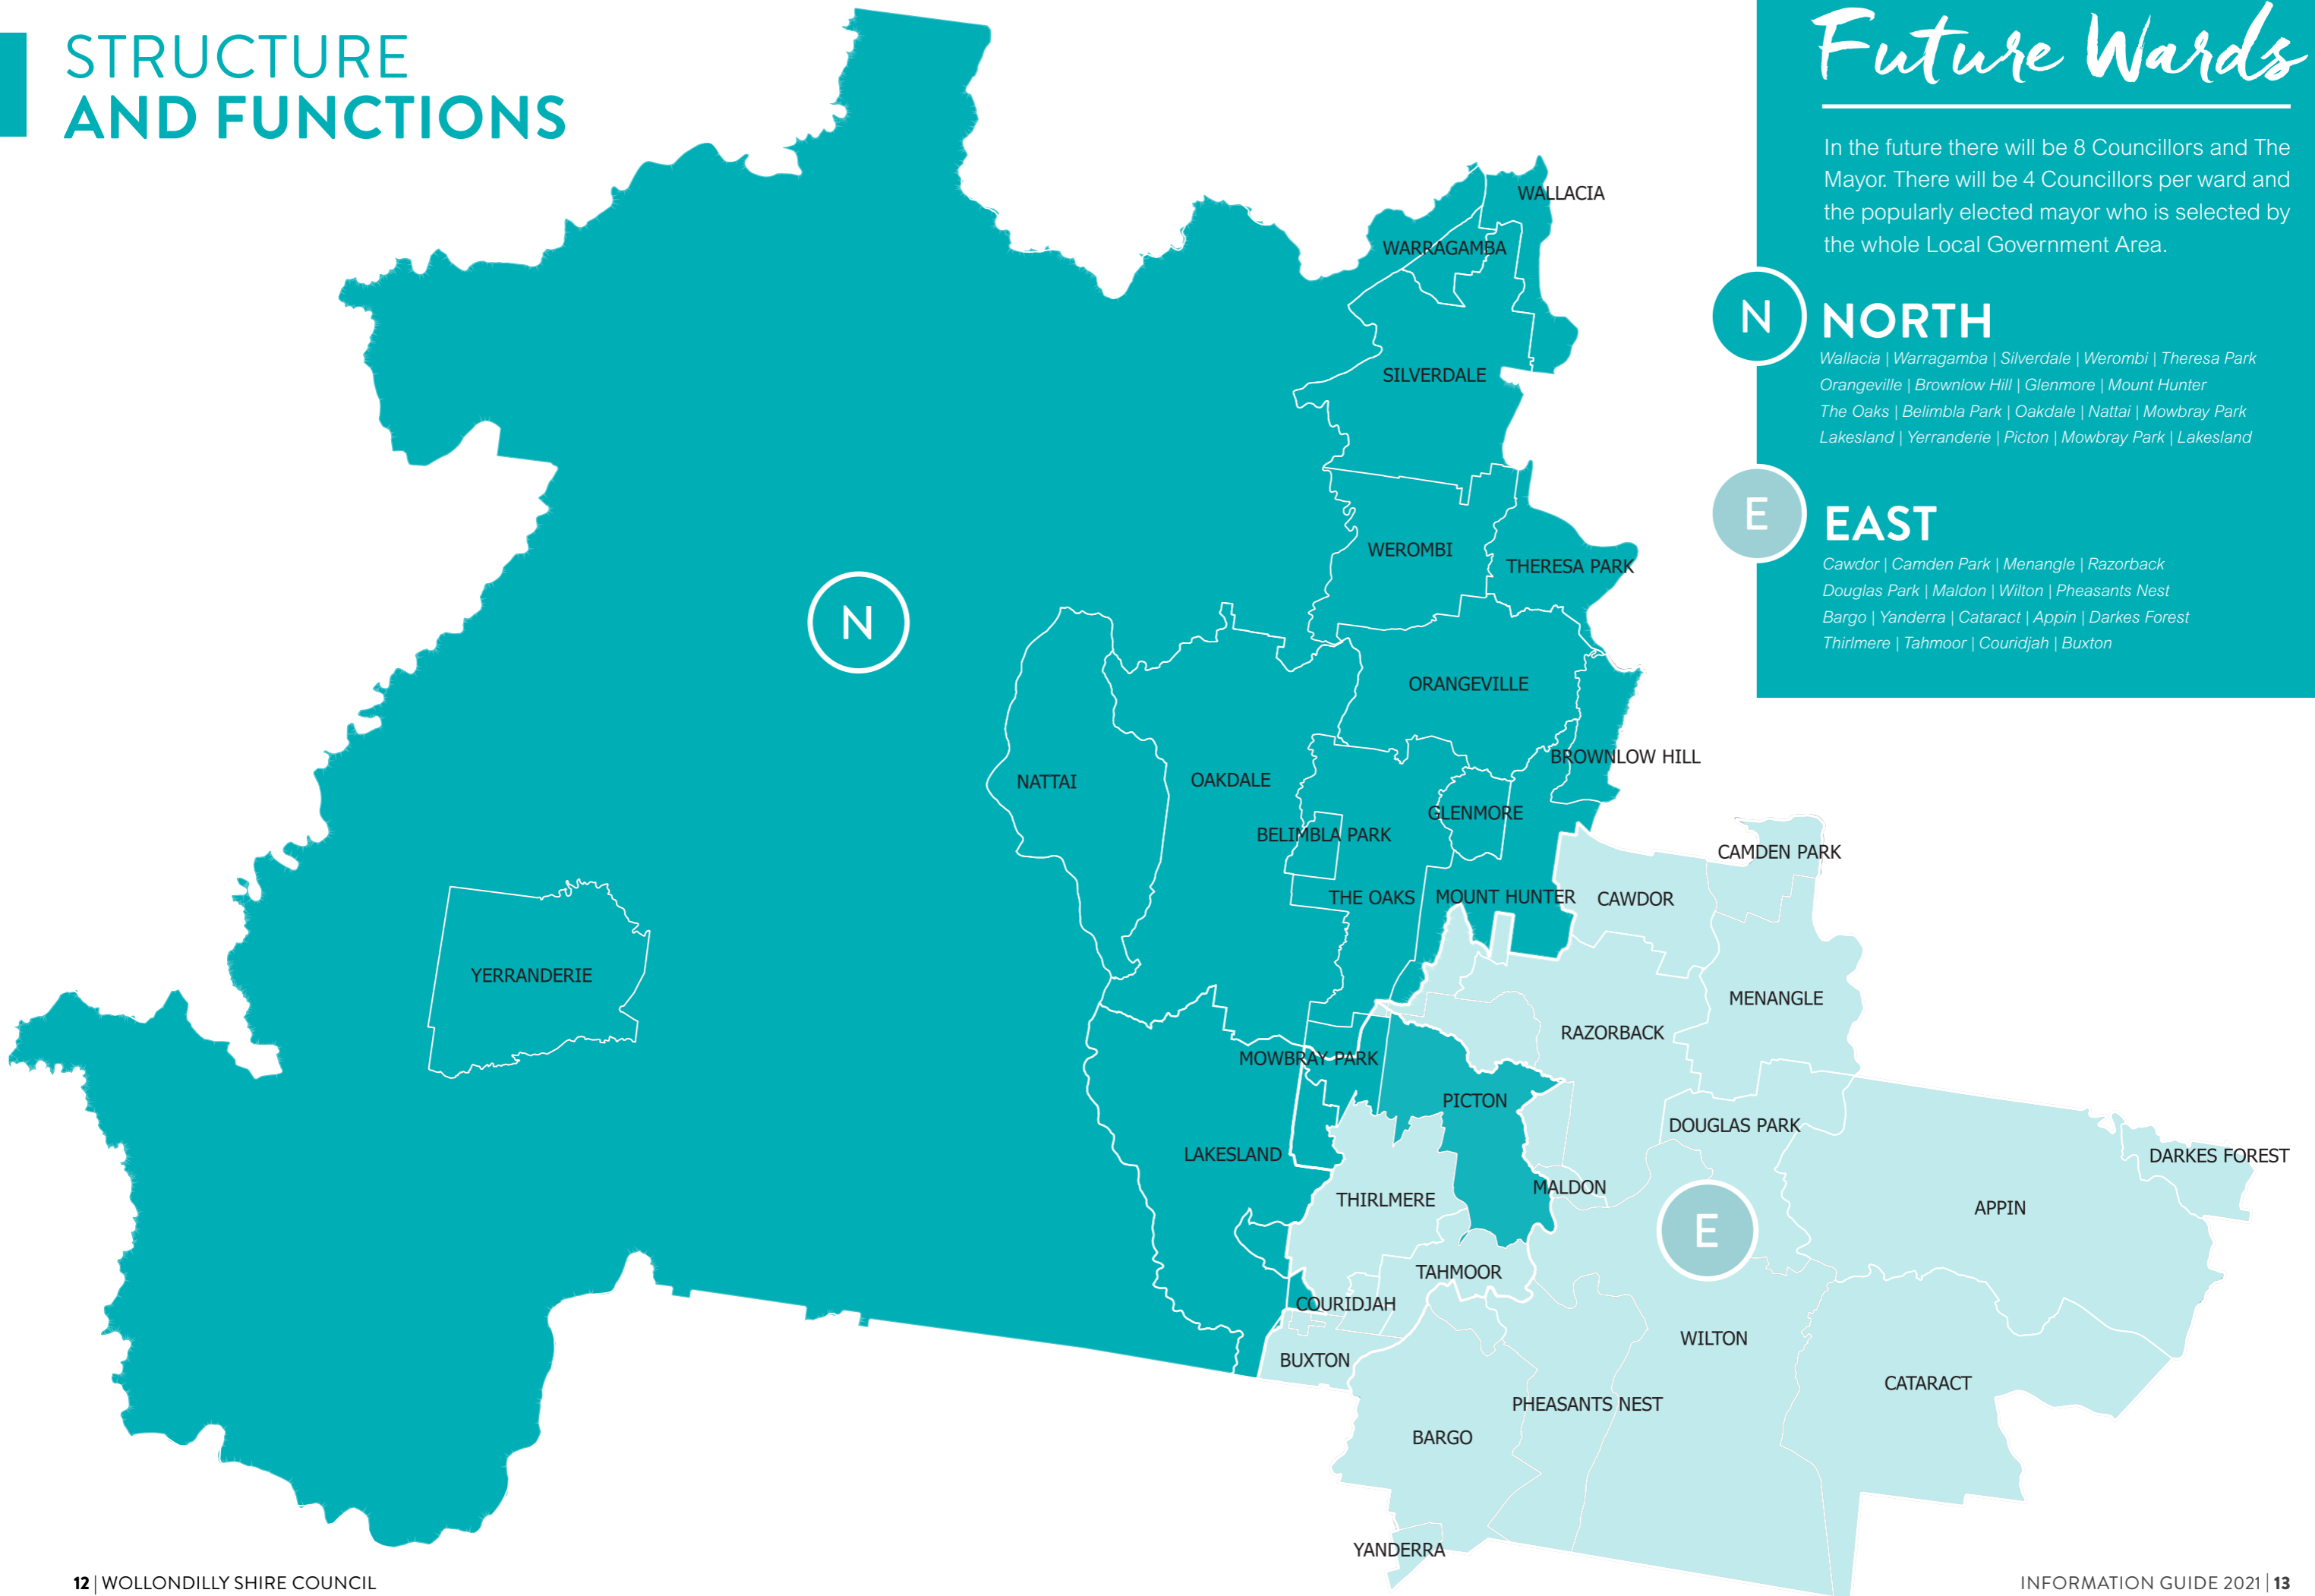 STRUCTURE
AND FUNCTIONS
Future Wards
In the future there will be 8 Councillors and The
Mayor. There will be 4 Councillors per ward and
the popularly elected mayor who is selected by
the whole Local Government Area.
N
NORTH
Wallacia | Warragamba | Silverdale | Werombi | Theresa Park
Orangeville | Brownlow Hill | Glenmore | Mount Hunter
The Oaks | Belimbla Park | Oakdale | Nattai | Mowbray Park
Lakesland | Yerranderie | Picton | Mowbray Park | Lakesland
E
EAST
Cawdor | Camden Park | Menangle | Razorback
Douglas Park | Maldon | Wilton | Pheasants Nest
Bargo | Yanderra | Cataract | Appin | Darkes Forest
Thirlmere | Tahmoor | Couridjah | Buxton
WALLACIA
WARRAGAMBA
SILVERDALE
WEROMBI
THERESA PARK
N
ORANGEVILLE
BROWNLOW HILL
NATTAI
OAKDALE
GLENMORE
BELIMBLA PARK
CAMDEN PARK
THE OAKS
MOUNT HUNTER
CAWDOR
YERRANDERIE
MENANGLE
RAZORBACK
MOWBRAY PARK
PICTON
DOUGLAS PARK
LAKESLAND
DARKES FOREST
MALDON
THIRLMERE
APPIN
E
TAHMOOR
COURIDJAH
WILTON
BUXTON
CATARACT
PHEASANTS NEST
BARGO
YANDERRA
12 | WOLLONDILLY SHIRE COUNCIL
INFORMATION GUIDE 2021 | 13